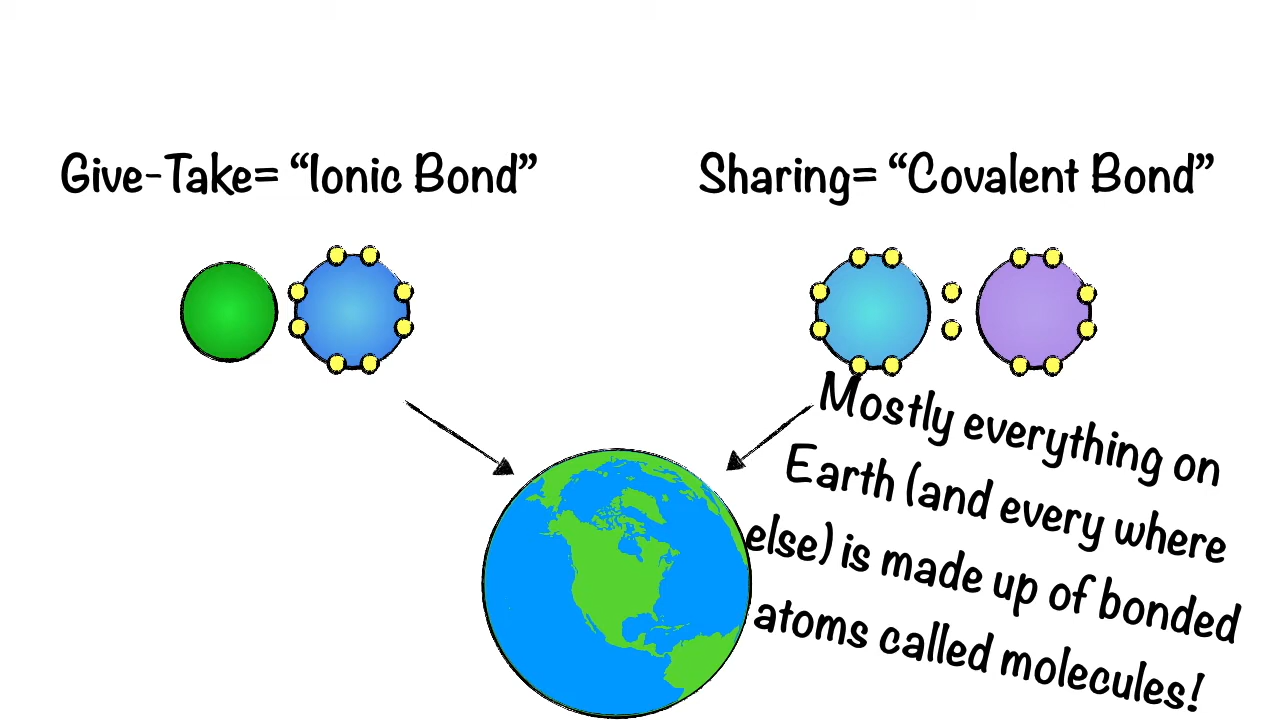 Give-Take= “Ionic Bond”
Sharing= “Covalent Bond”
Mostly everything on
Earth (and every where
else) is made up of bonded
atoms called molecules!